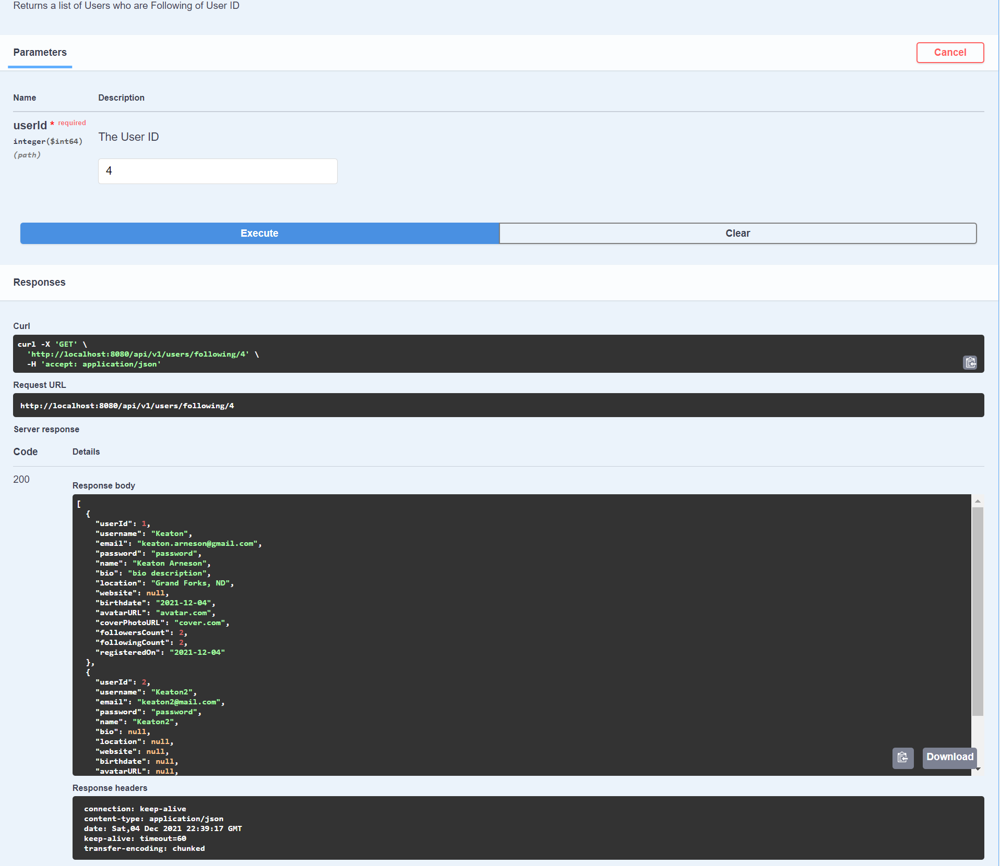 Returns a list of Users who are Following of User ID
Parameters
Cancel
Name Description
userId * required
integer($int64)
(path)
The User ID
4
Execute Clear
Responses
Curl
curl -X 'GET' \
  'http://localhost:8080/api/v1/users/following/4' \
  -H 'accept: application/json'
Request URL
http://localhost:8080/api/v1/users/following/4
Server response
Code Details
200
Response body
[
  {
    "userId": 1,
    "username": "Keaton",
    "email": "keaton.arneson@gmail.com",
    "password": "password",
    "name": "Keaton Arneson",
    "bio": "bio description",
    "location": "Grand Forks, ND",
    "website": null,
    "birthdate": "2021-12-04",
    "avatarURL": "avatar.com",
    "coverPhotoURL": "cover.com",
    "followersCount": 2,
    "followingCount": 2,
    "registeredOn": "2021-12-04"
  },
  {
    "userId": 2,
    "username": "Keaton2",
    "email": "keaton2@mail.com",
    "password": "password",
    "name": "Keaton2",
    "bio": null,
    "location": null,
    "website": null,
    "birthdate": null,
    "avatarURL": null,
Download
Response headers
connection: keep-alive
content-type: application/json
date: Sat,04 Dec 2021 22:39:17 GMT
keep-alive: timeout=60
transfer-encoding: chunked